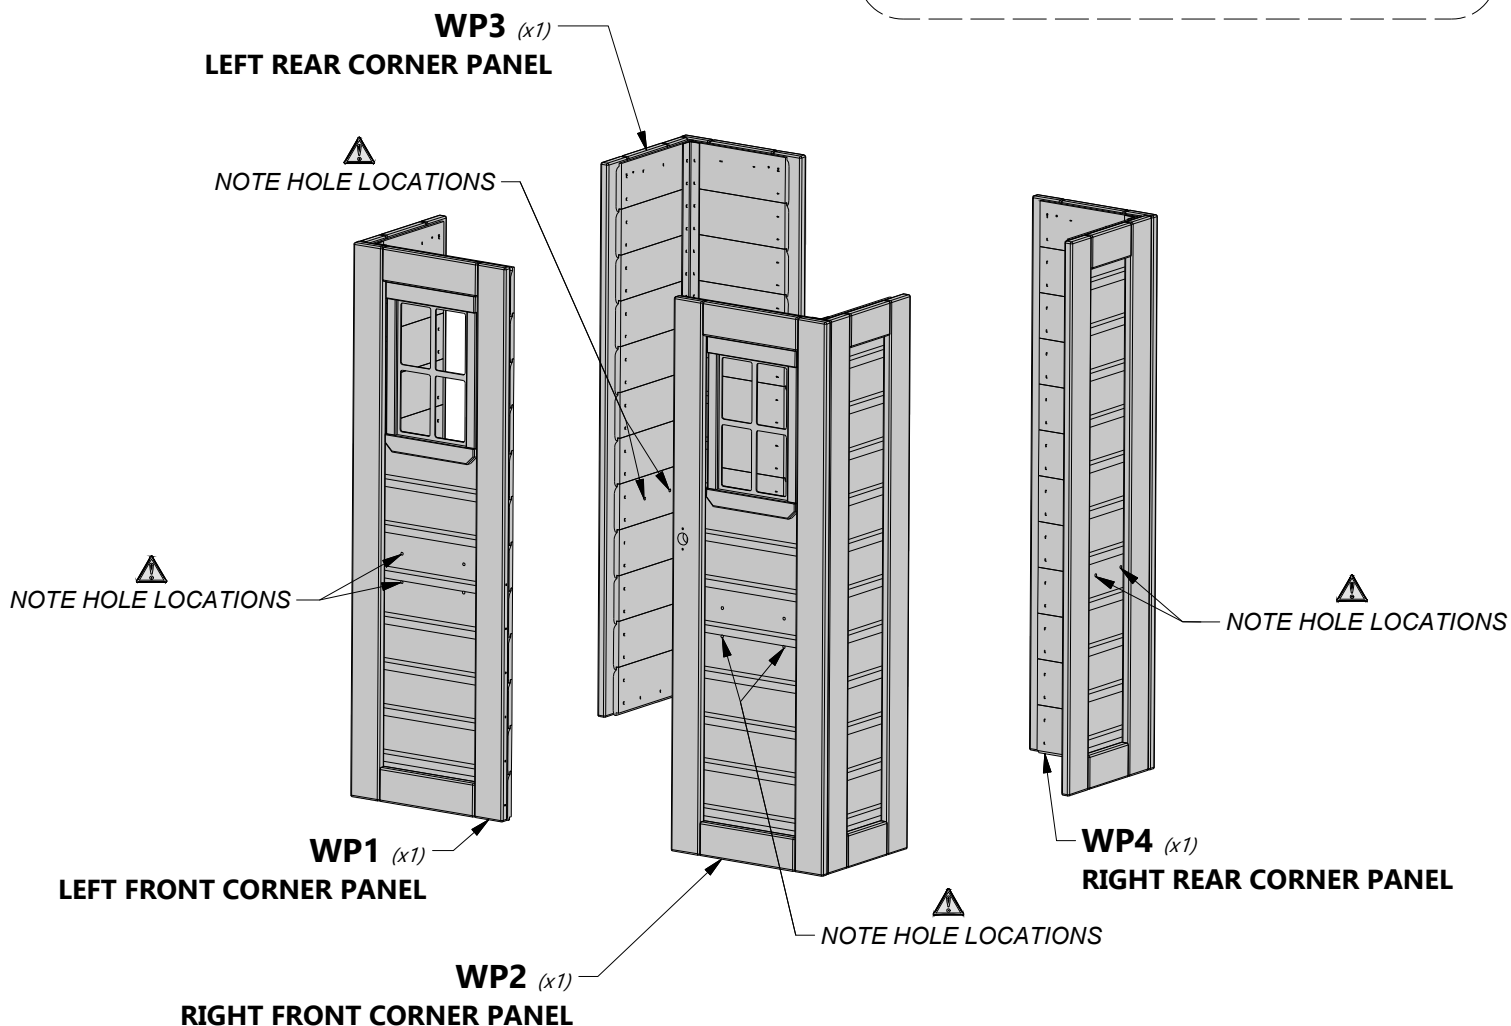 WP3 (x1)
LEFT REAR CORNER PANEL
NOTE HOLE LOCATIONS
NOTE HOLE LOCATIONS
NOTE HOLE LOCATIONS
WP1 (x1)
LEFT FRONT CORNER PANEL
WP4 (x1)
RIGHT REAR CORNER PANEL
NOTE HOLE LOCATIONS
WP2 (x1)
RIGHT FRONT CORNER PANEL